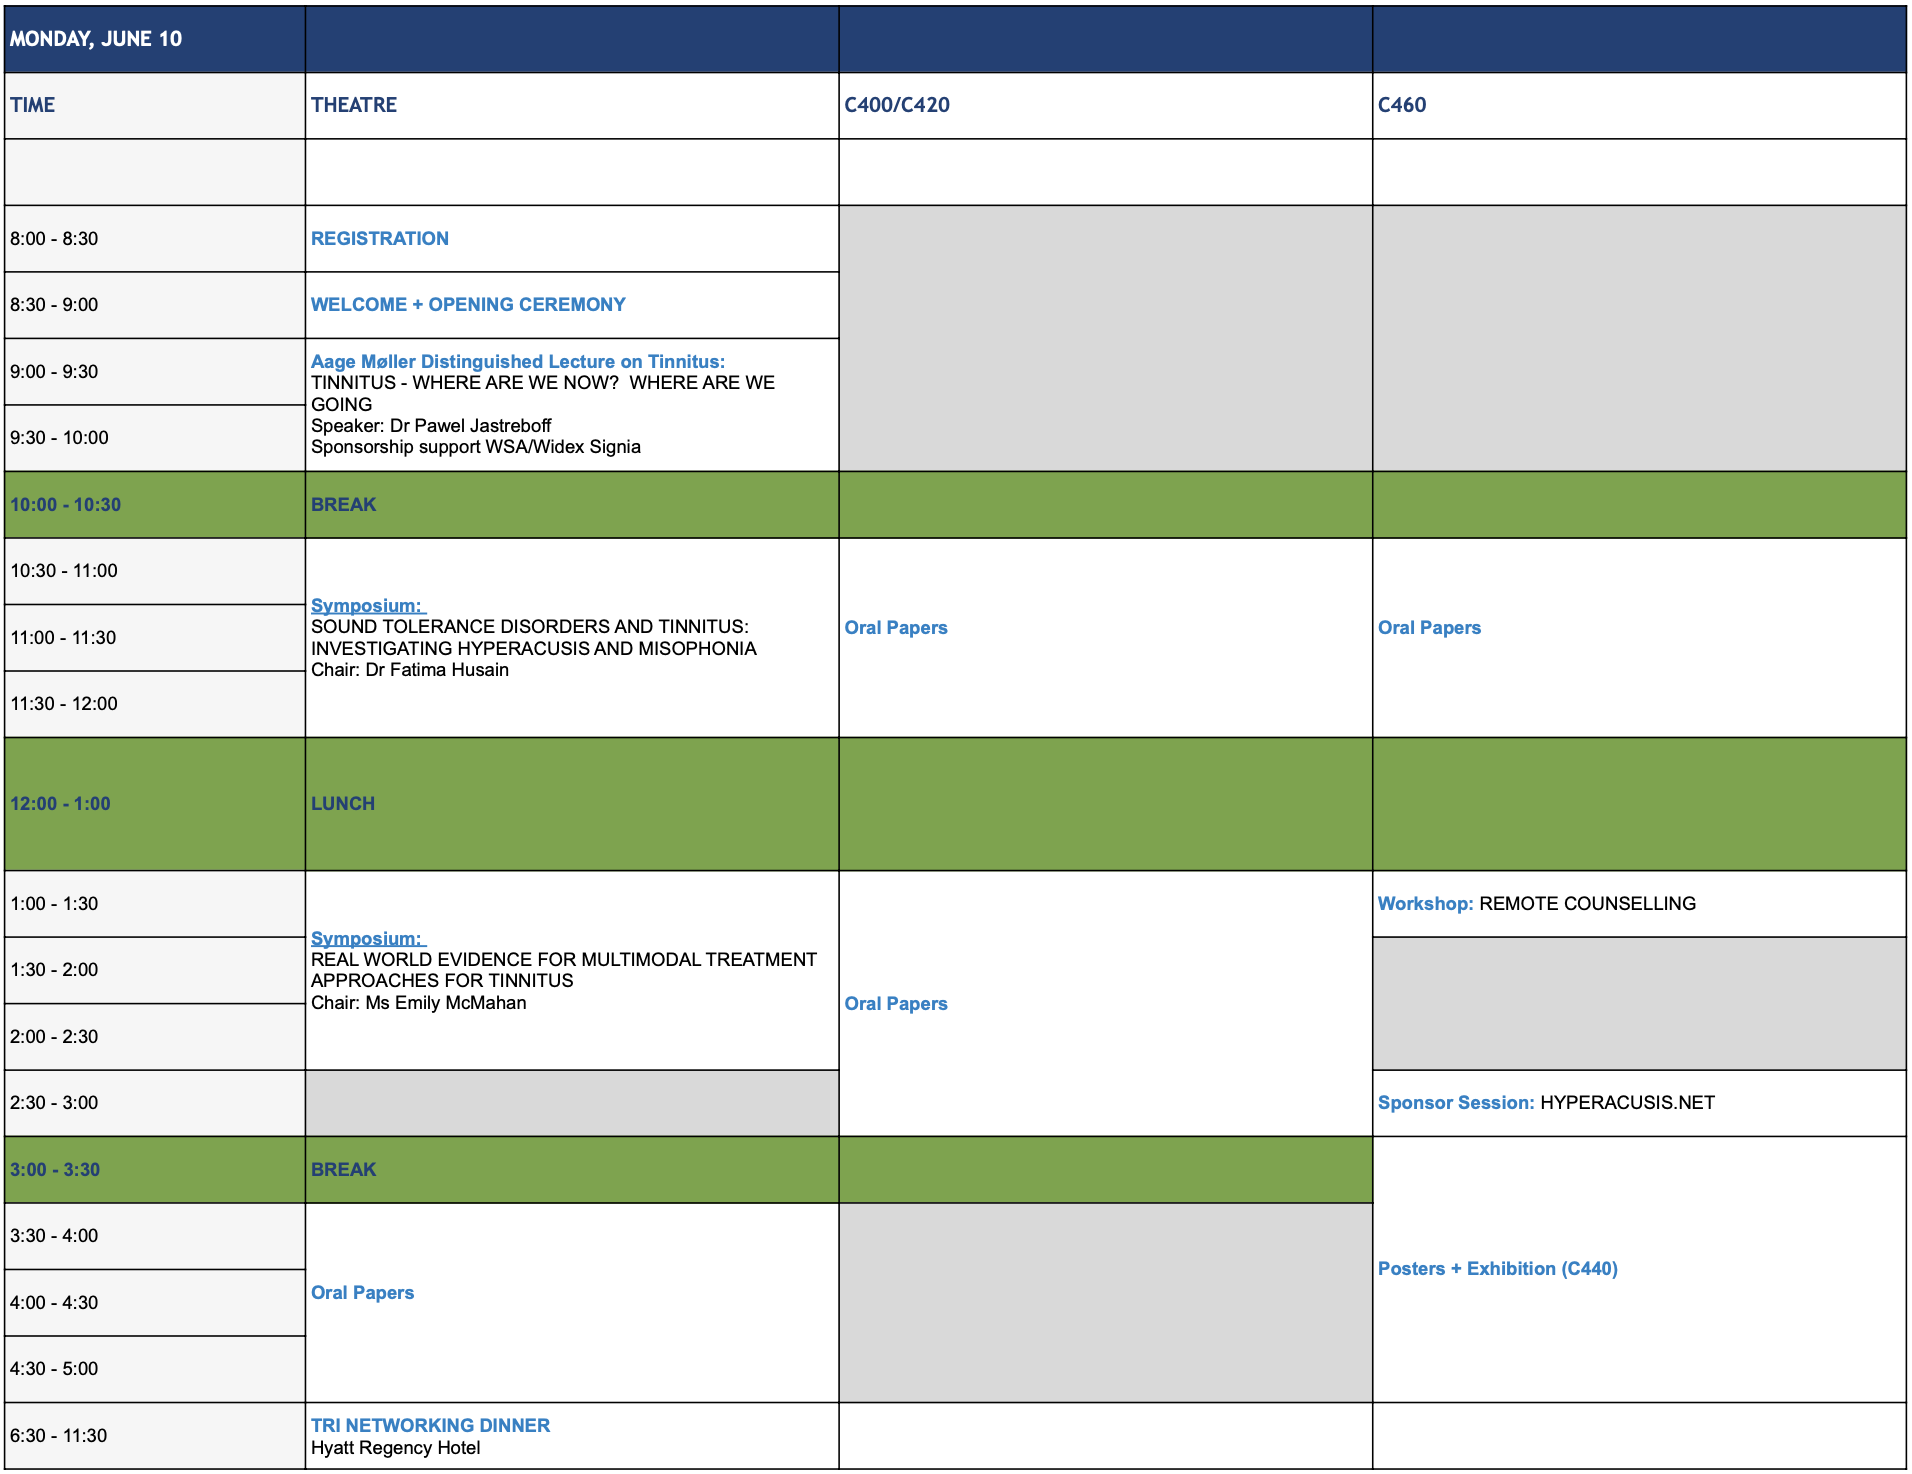 MONDAY, JUNE 10
TIME
THEATRE
C400/C420
C460
8:00 - 8:30
REGISTRATION
8:30 - 9:00
WELCOME + OPENING CEREMONY
9:00 - 9:30
Aage Møller Distinguished Lecture on Tinnitus:
TINNITUS - WHERE ARE WE NOW?  WHERE ARE WE
GOING
Speaker: Dr Pawel Jastreboff
Sponsorship support WSA/Widex Signia
9:30 - 10:00
10:00 - 10:30
BREAK
10:30 - 11:00
Symposium:
SOUND TOLERANCE DISORDERS AND TINNITUS:
INVESTIGATING HYPERACUSIS AND MISOPHONIA
Chair: Dr Fatima Husain
Oral Papers
Oral Papers
11:00 - 11:30
11:30 - 12:00
12:00 - 1:00
LUNCH
1:00 - 1:30
Symposium:
REAL WORLD EVIDENCE FOR MULTIMODAL TREATMENT
APPROACHES FOR TINNITUS
Chair: Ms Emily McMahan
Oral Papers
Workshop: REMOTE COUNSELLING
1:30 - 2:00
2:00 - 2:30
2:30 - 3:00
Sponsor Session: HYPERACUSIS.NET
3:00 - 3:30
BREAK
Posters + Exhibition (C440)
3:30 - 4:00
Oral Papers
4:00 - 4:30
4:30 - 5:00
6:30 - 11:30
TRI NETWORKING DINNER
Hyatt Regency Hotel